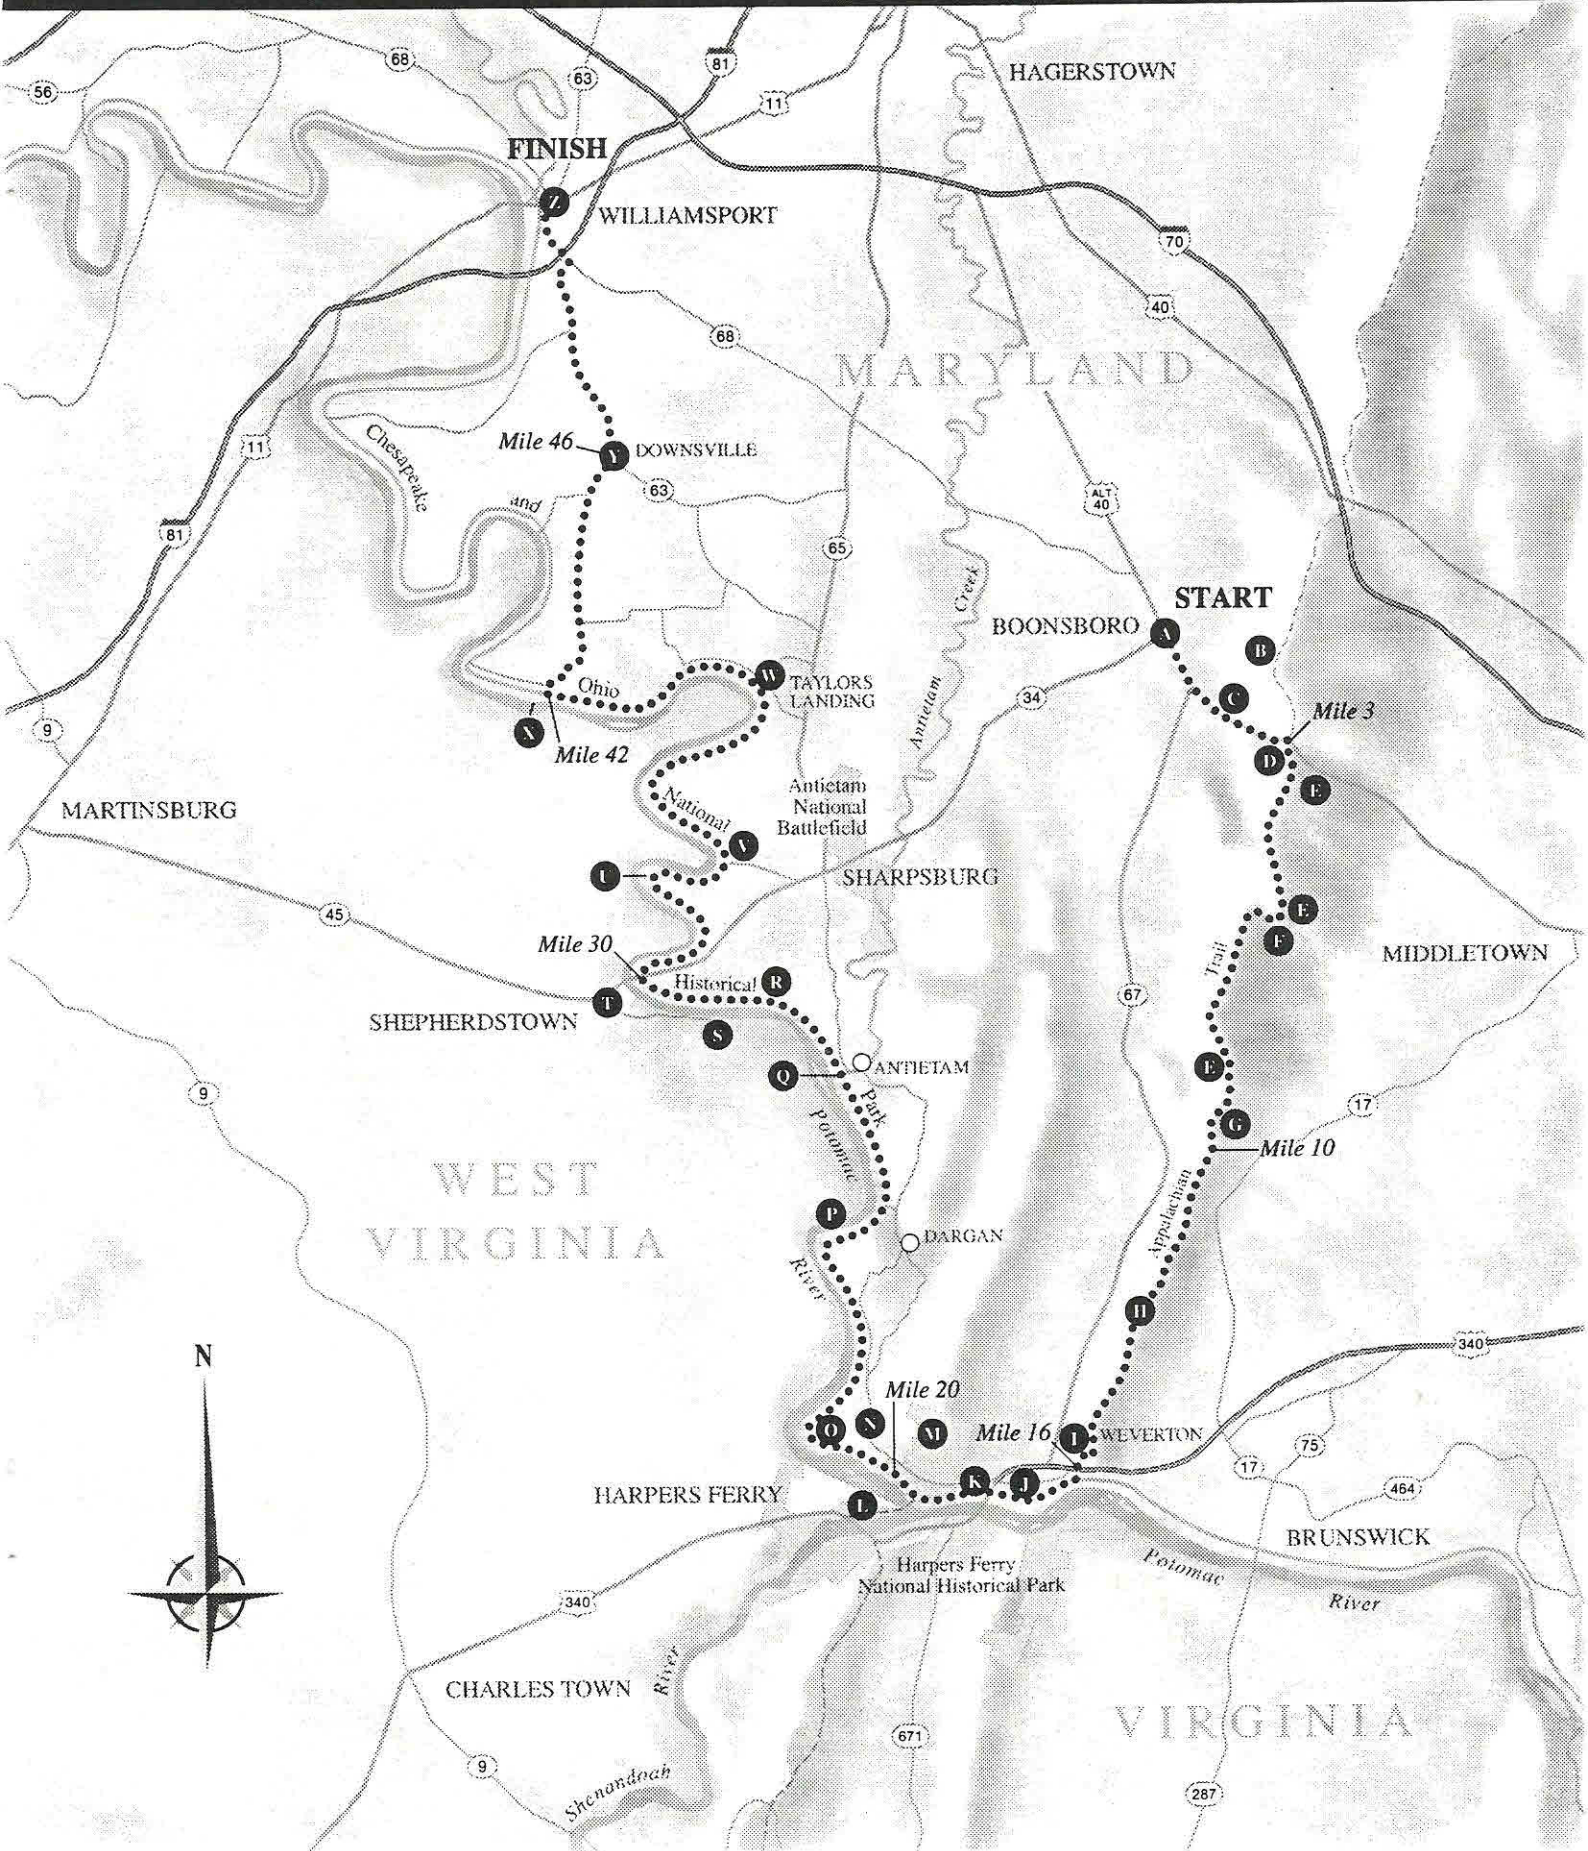 68
63
81
HAGERSTOWN
56
11
FINISH
Z
WILLIAMSPORT
70
40
68
MARYLAND
Chesapeake
11
Mile 46
Y
DOWNSVILLE
63
and
ALT
40
81
65
Creek
START
BOONSBORO
A
B
W
TAYLORS
LANDING
Ohio
Antietam
34
C
Mile 3
9
X
Mile 42
D
E
MARTINSBURG
National
Antietam
National
Battlefield
V
U
SHARPSBURG
45
E
F
Mile 30
Trail
MIDDLETOWN
Historical
R
67
T
SHEPHERDSTOWN
S
Q
ANTIETAM
E
9
Park
17
Potomac
G
Mile 10
WEST
VIRGINIA
P
Appalachian
DARGAN
River
H
N
340
Mile 20
O
N
M
Mile 16
I
WEVERTON
75
17
K
J
HARPERS FERRY
L
464
BRUNSWICK
Harpers Ferry
National Historical Park
Potomac
River
340
River
CHARLES TOWN
VIRGINIA
671
9
Shenandoah
287